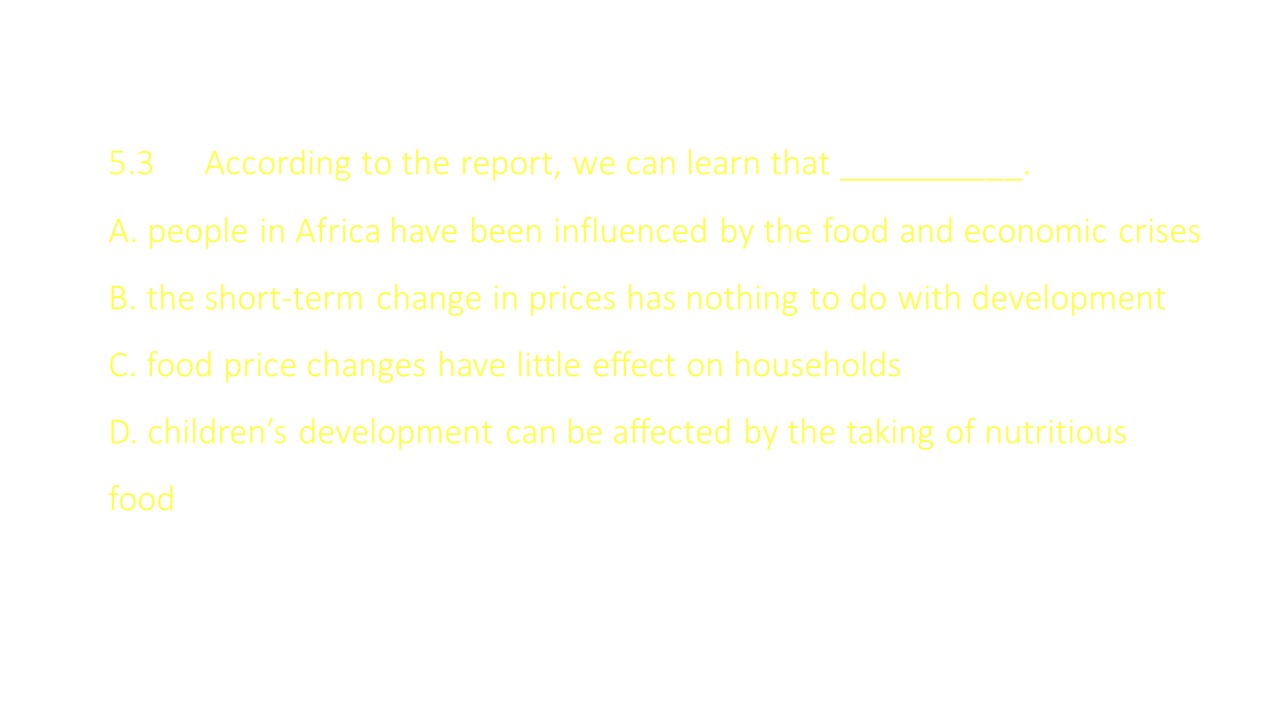 5.3 According to the report, we can learn that __________.
A. people in Africa have been influenced by the food and economic crises
B. the short-term change in prices has nothing to do with development
C. food price changes have little effect on households
D. children’s development can be affected by the taking of nutritious
food